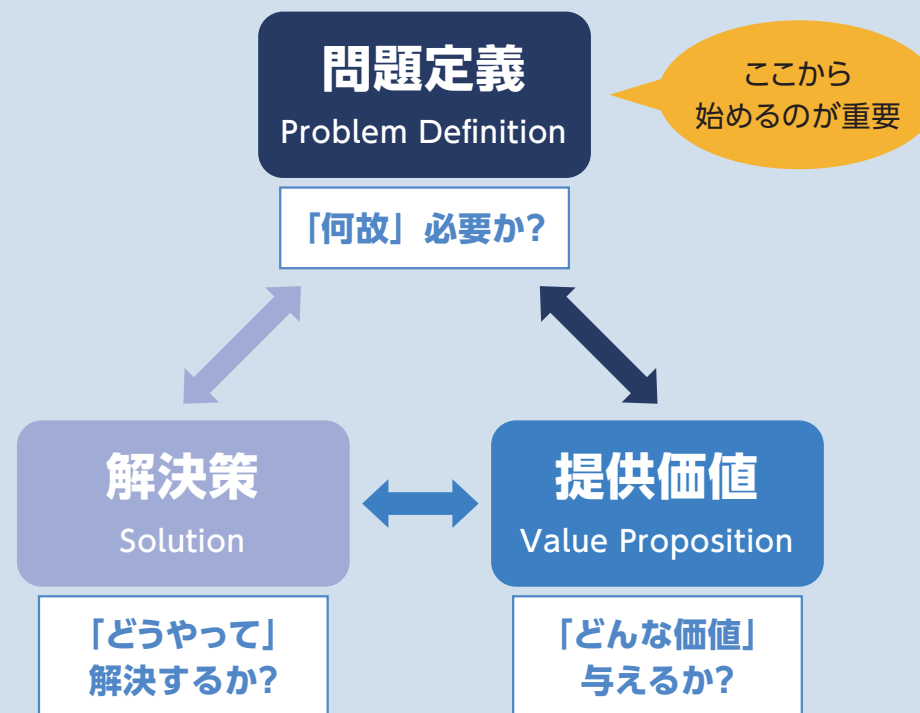 問題定義
Problem Definition
ここから
始めるのが重要
「何故」必要か?
解決策
Solution
提供価値
Value Proposition
「どうやって」
解決するか?
「どんな価値」
与えるか?